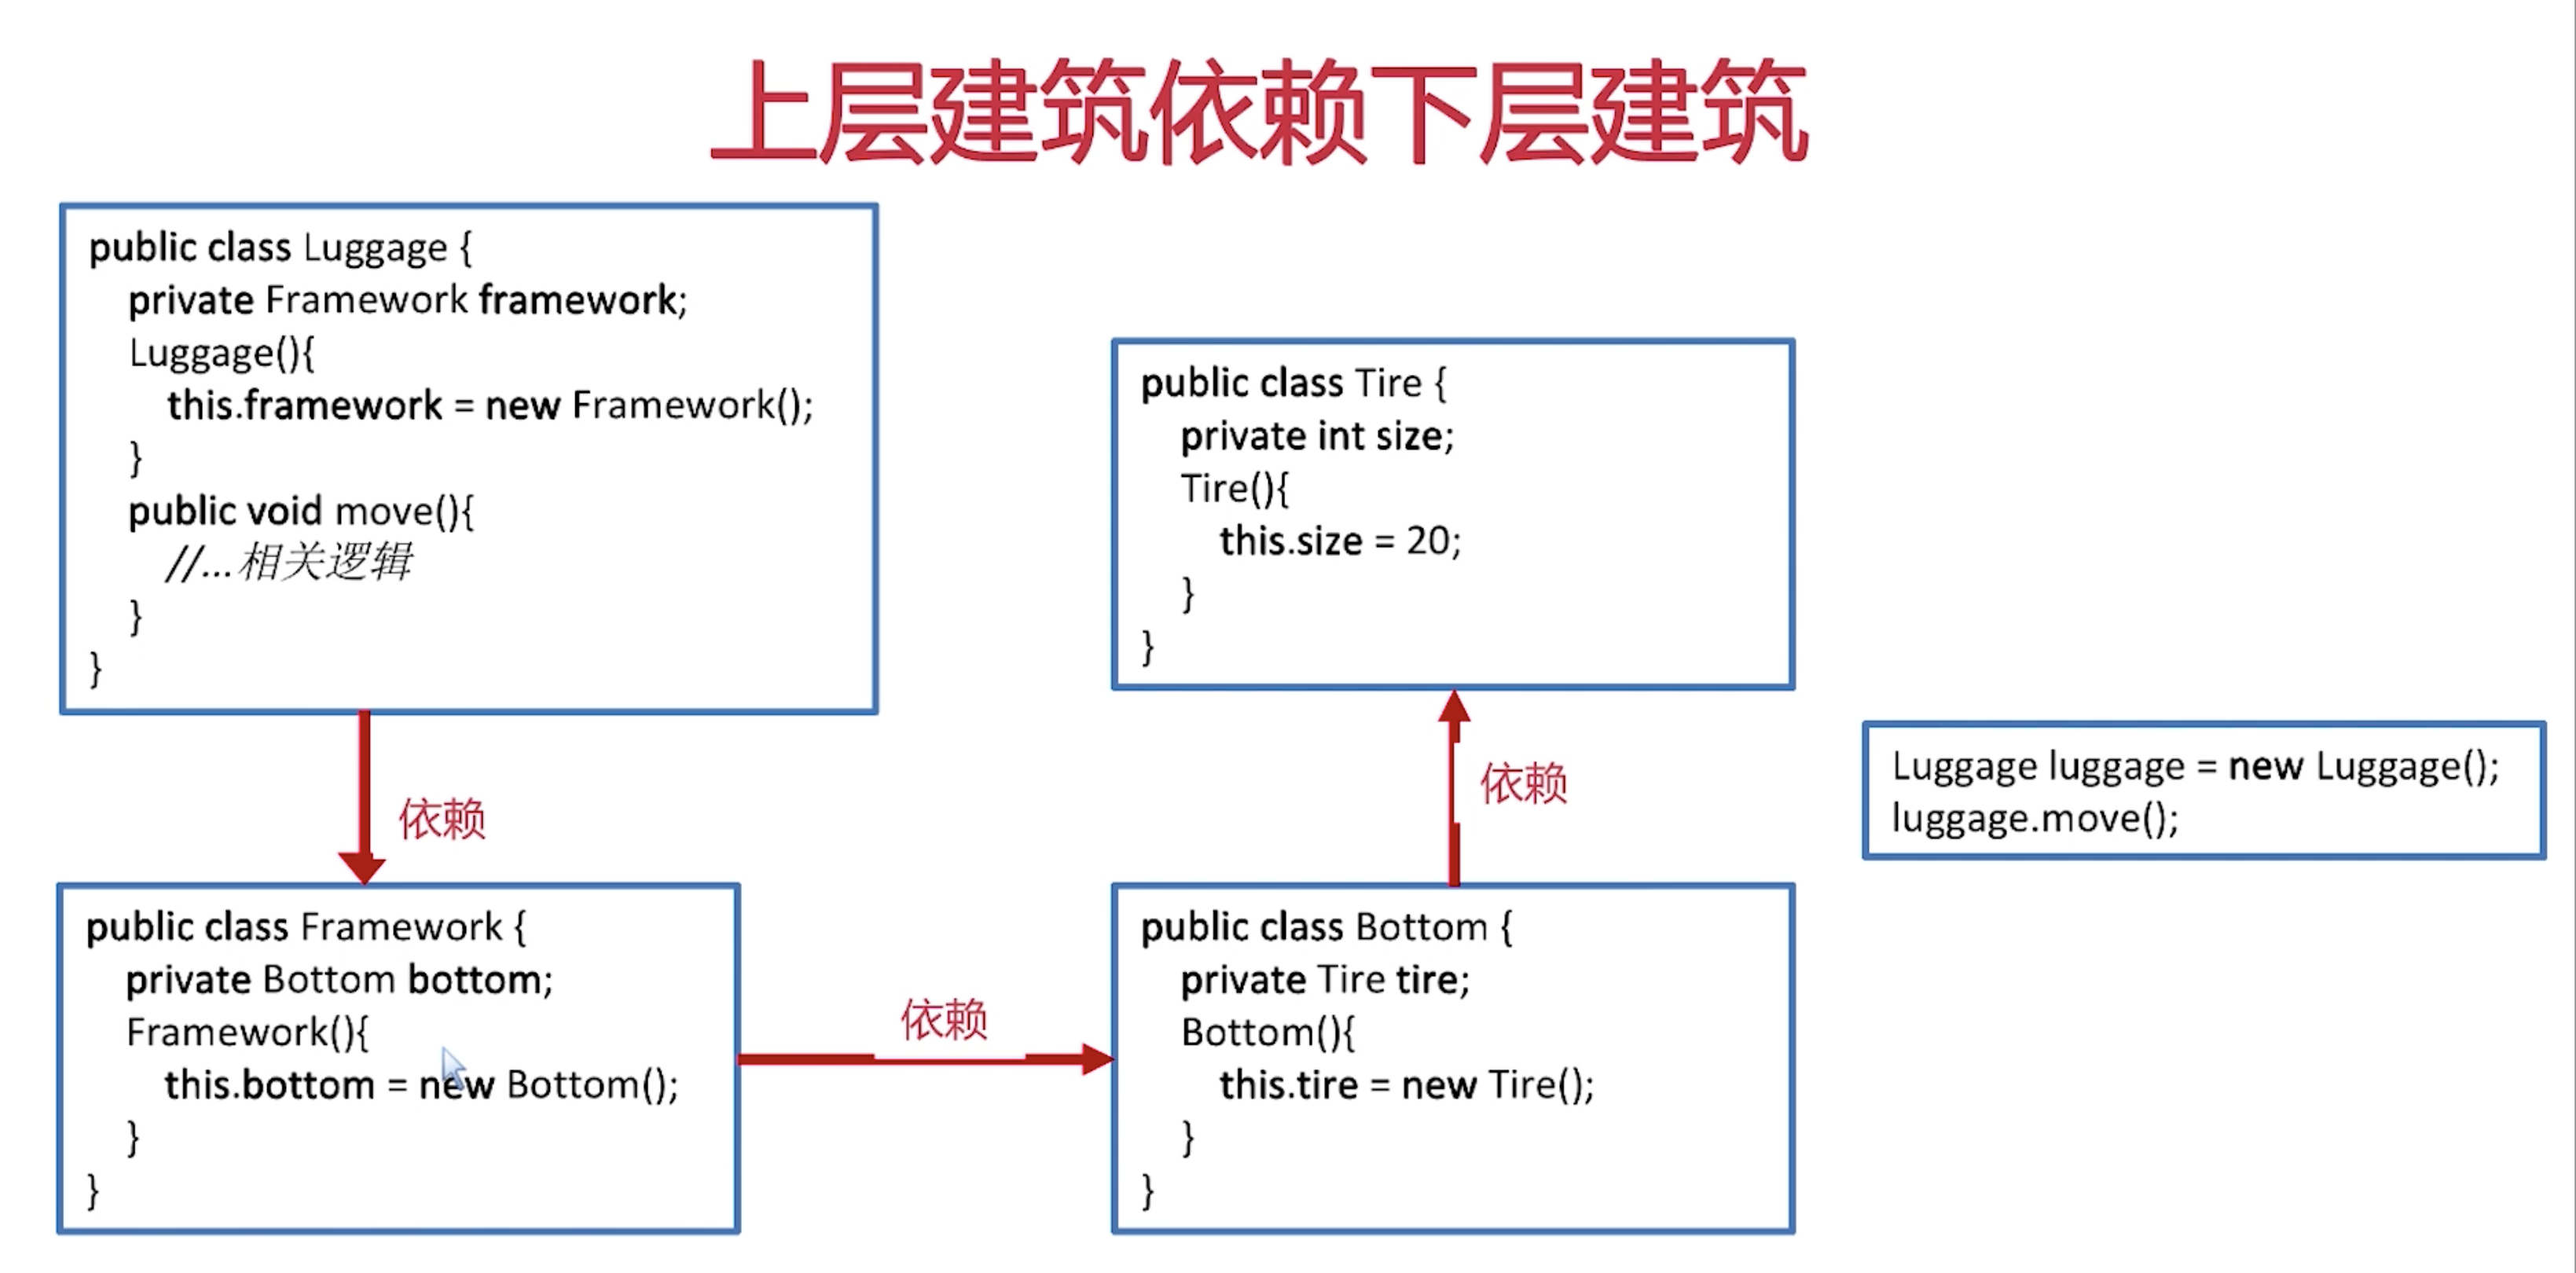 上层建筑依赖下层建筑
public class Luggage {
private Framework framework;
Luggage(){
this.framework = new Framework();
}
public void move(){
//...相关逻辑
}
}
依赖
public class Framework {
private Bottom bottom;
Framework(){
this.bottom = new Bottom();
}
}
依赖
public class Bottom {
private Tire tire;
Bottom(){
this.tire = new Tire();
}
}
依赖
public class Tire {
private int size;
Tire(){
this.size = 20;
}
}
Luggage luggage = new Luggage();
luggage.move();